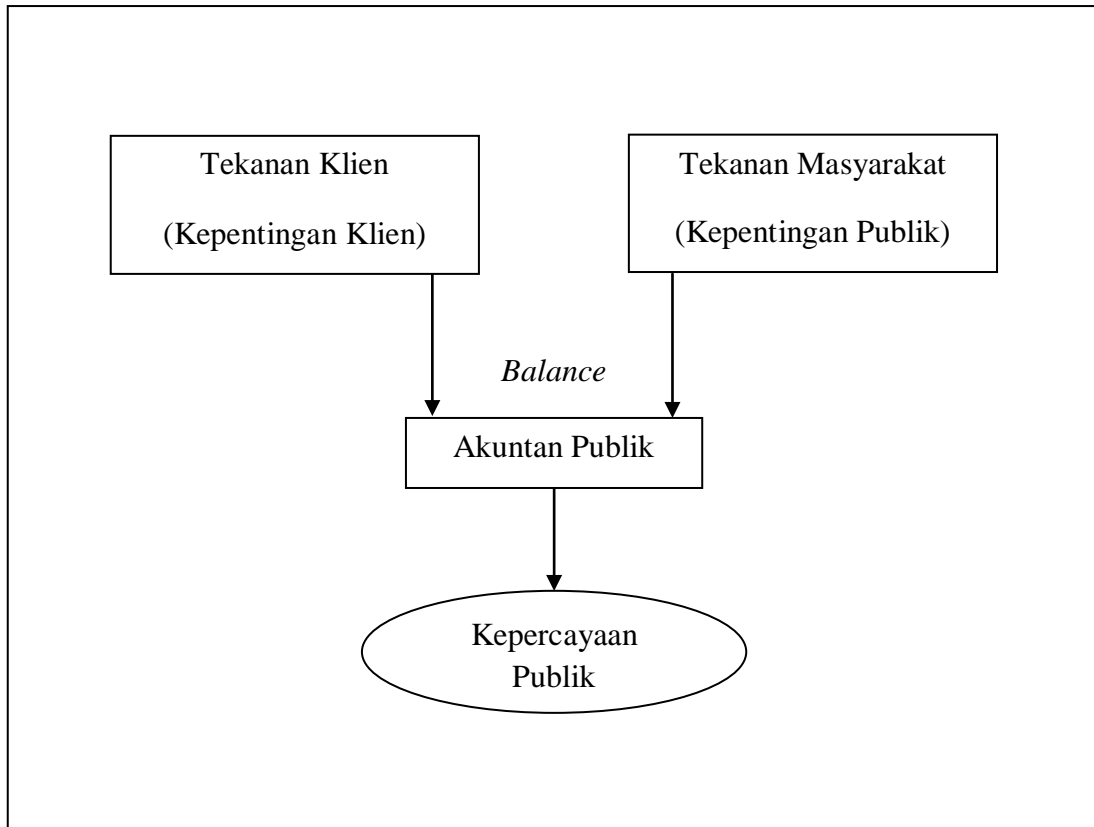 Tekanan Klien
(Kepentingan Klien)
Tekanan Masyarakat
(Kepentingan Publik)
Balance
Akuntan Publik
Kepercayaan
Publik